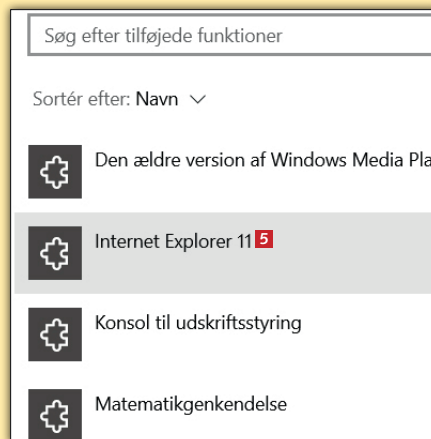 Søg efter tilføjede funktioner
Sortér efter: Navn
Den ældre version af Windows Media Pla
Internet Explorer 11 5
Konsol til udskriftsstyring
Matematikgenkendelse